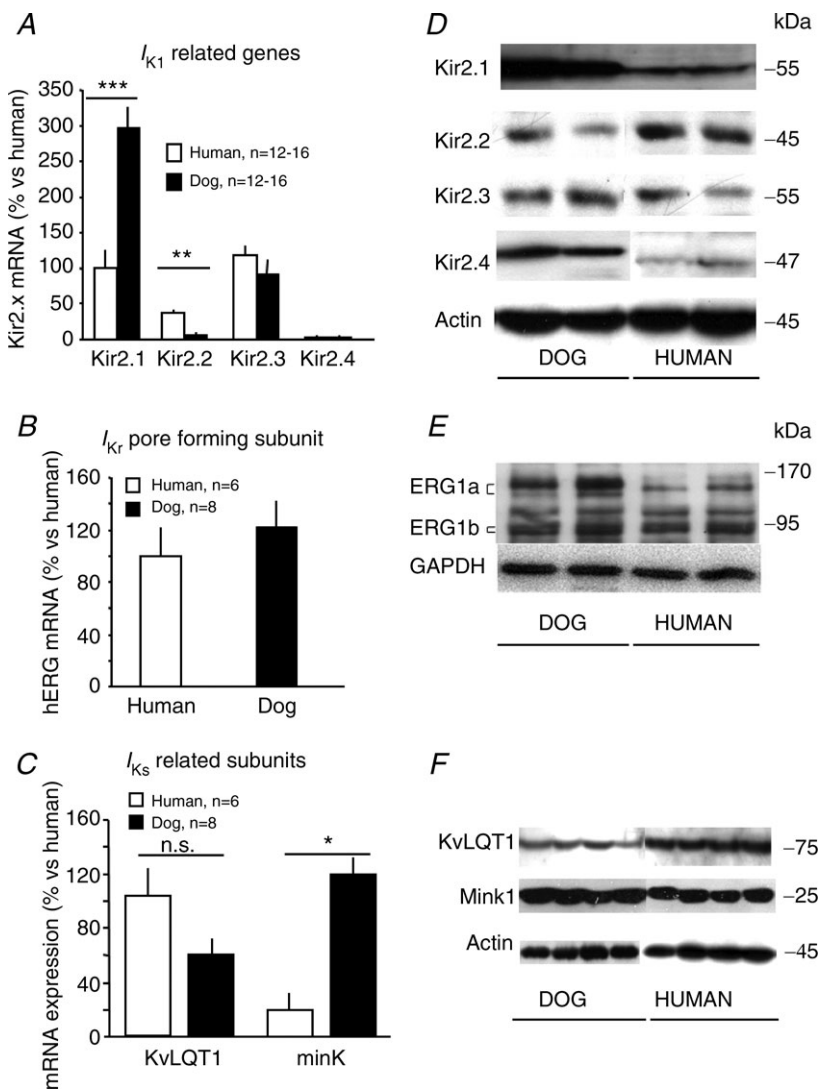 A
I K1 related genes
Kir2.x mRNA (% vs human)
350
300
250
200
150
100
50
0
***
**
Human, n=12-16
Dog, n=12-16
Kir2.1 Kir2.2 Kir2.3 Kir2.4
B
I Kr pore forming subunit
hERG mRNA (% vs human)
160
120
80
40
0
Human, n=6
Dog, n=8
Human Dog
C
I Ks related subunits
mRNA expression (% vs human)
160
120
80
40
0
Human, n=6
Dog, n=8
n.s.
*
KvLQT1 minK
D
kDa
Kir2.1 –55
Kir2.2 –45
Kir2.3 –55
Kir2.4 –47
Actin –45
DOG HUMAN
E
kDa
–170
ERG1a
ERG1b –95
GAPDH
DOG HUMAN
F
KvLQT1 –75
Mink1 –25
Actin –45
DOG HUMAN